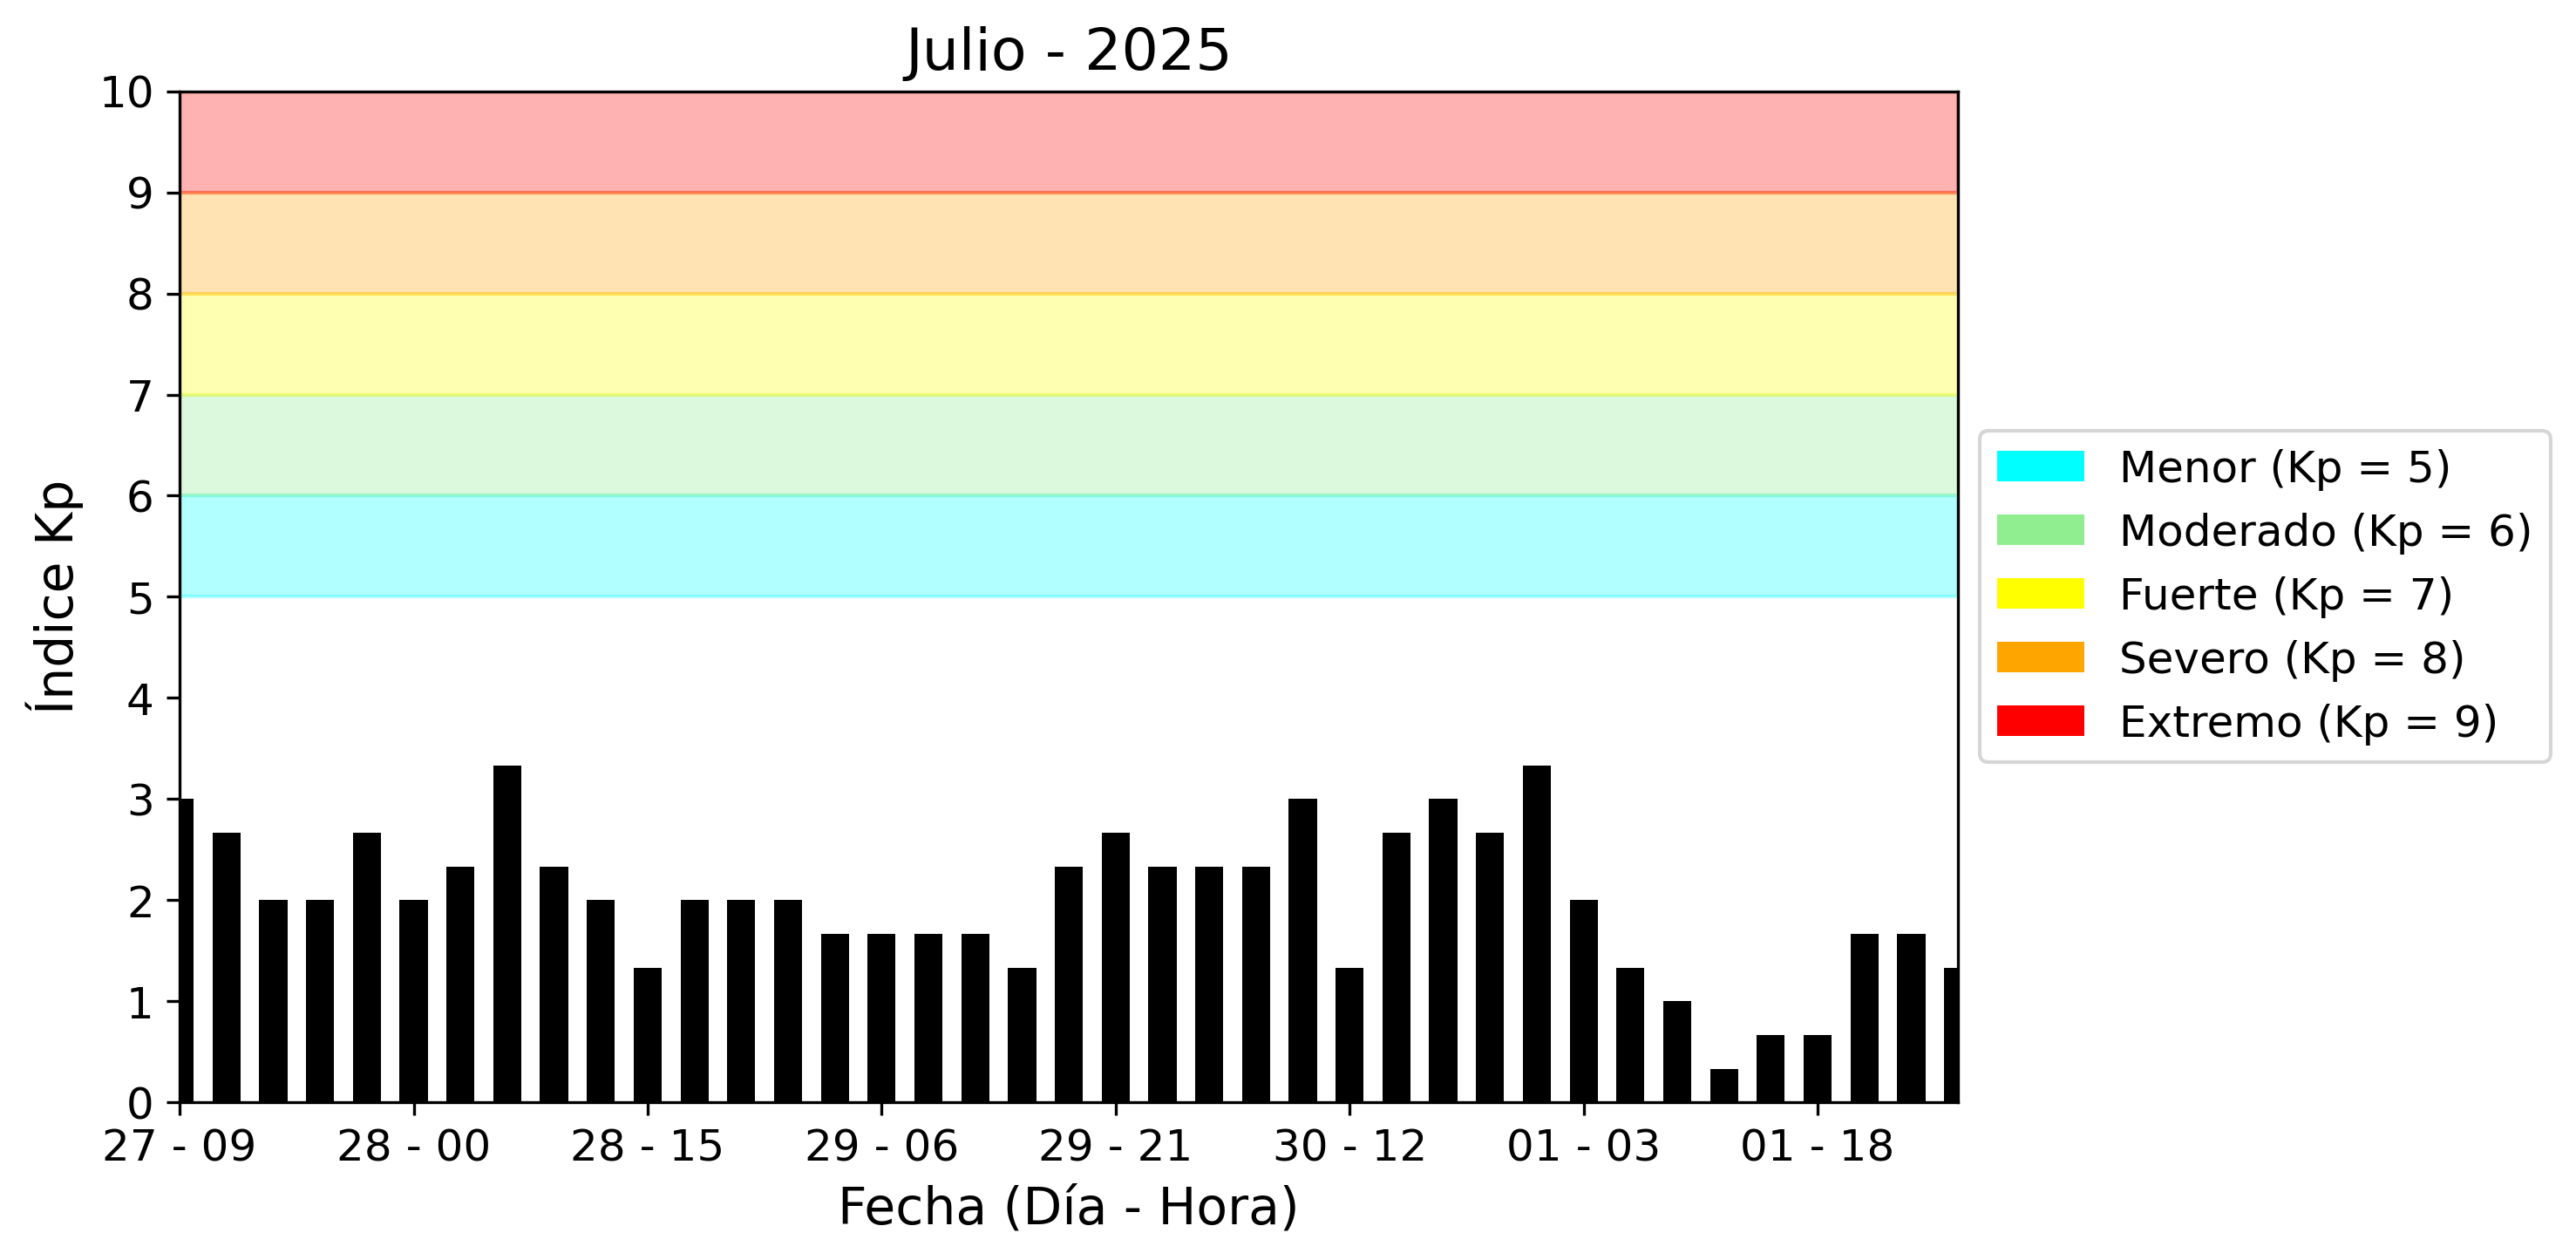 Julio - 2025
10
9
8
7
6
5
4
3
2
1
0
Índice Kp
27 - 09 28 - 00 28 - 15 29 - 06 29 - 21 30 - 12 01 - 03 01 - 18
Fecha (Día - Hora)
Menor (Kp = 5)
Moderado (Kp = 6)
Fuerte (Kp = 7)
Severo (Kp = 8)
Extremo (Kp = 9)